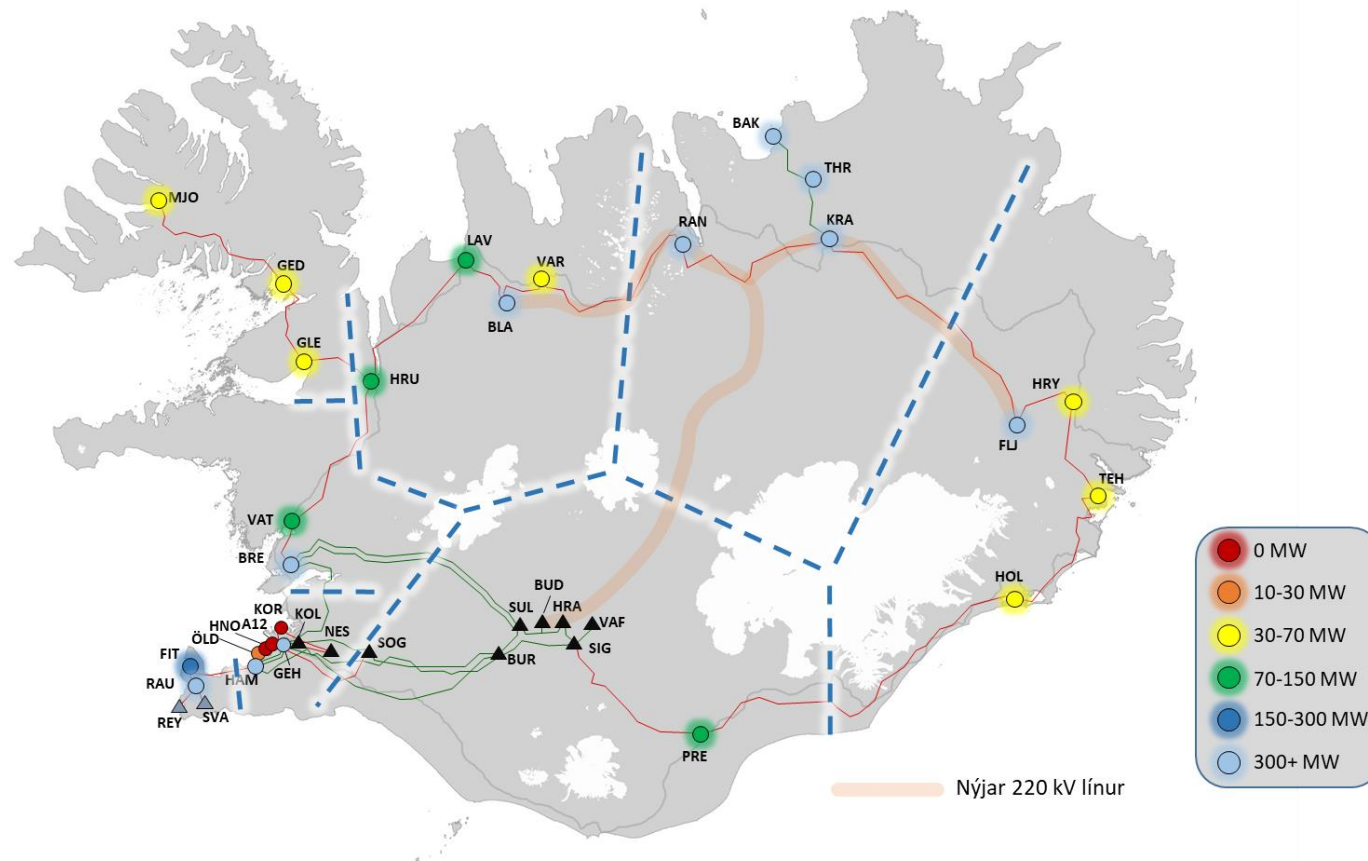 BAK
THR
MJO
RAN
KRA
LAV
GED
VAR
BLA
GLE
HRU
HRY
FLJ
TEH
VAT
BRE
HOL
BUD
SUL
HRA
VAF
KOR
KOL
HNO
A12
NES
SOG
ÖLD
SIG
BUR
FIT
GEH
HAM
RAU
REY
SVA
PRE
0 MW
10-30 MW
30-70 MW
70-150 MW
150-300 MW
300+ MW
Nýjar 220 kV línur